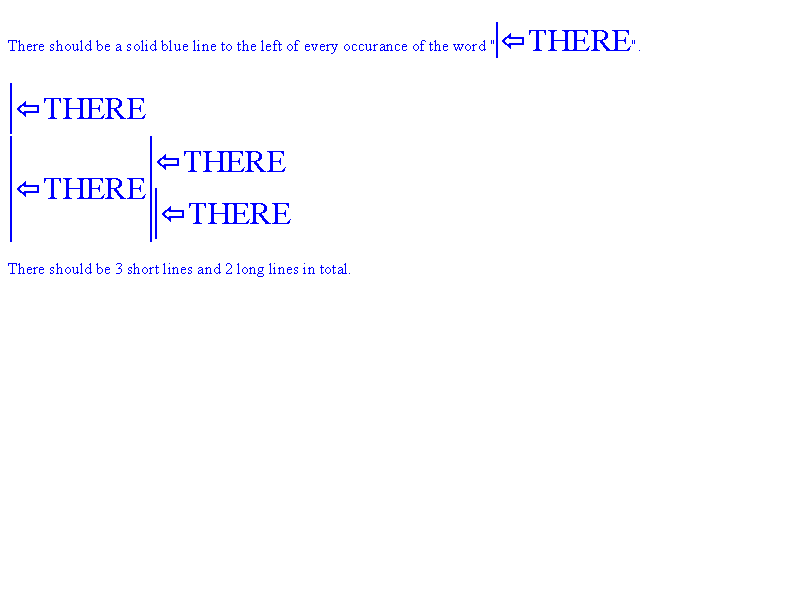 There should be a solid blue line to the left of every occurance of the word "⇦THERE".
⇦THERE
⇦THERE
⇦THERE
⇦THERE
There should be 3 short lines and 2 long lines in total.